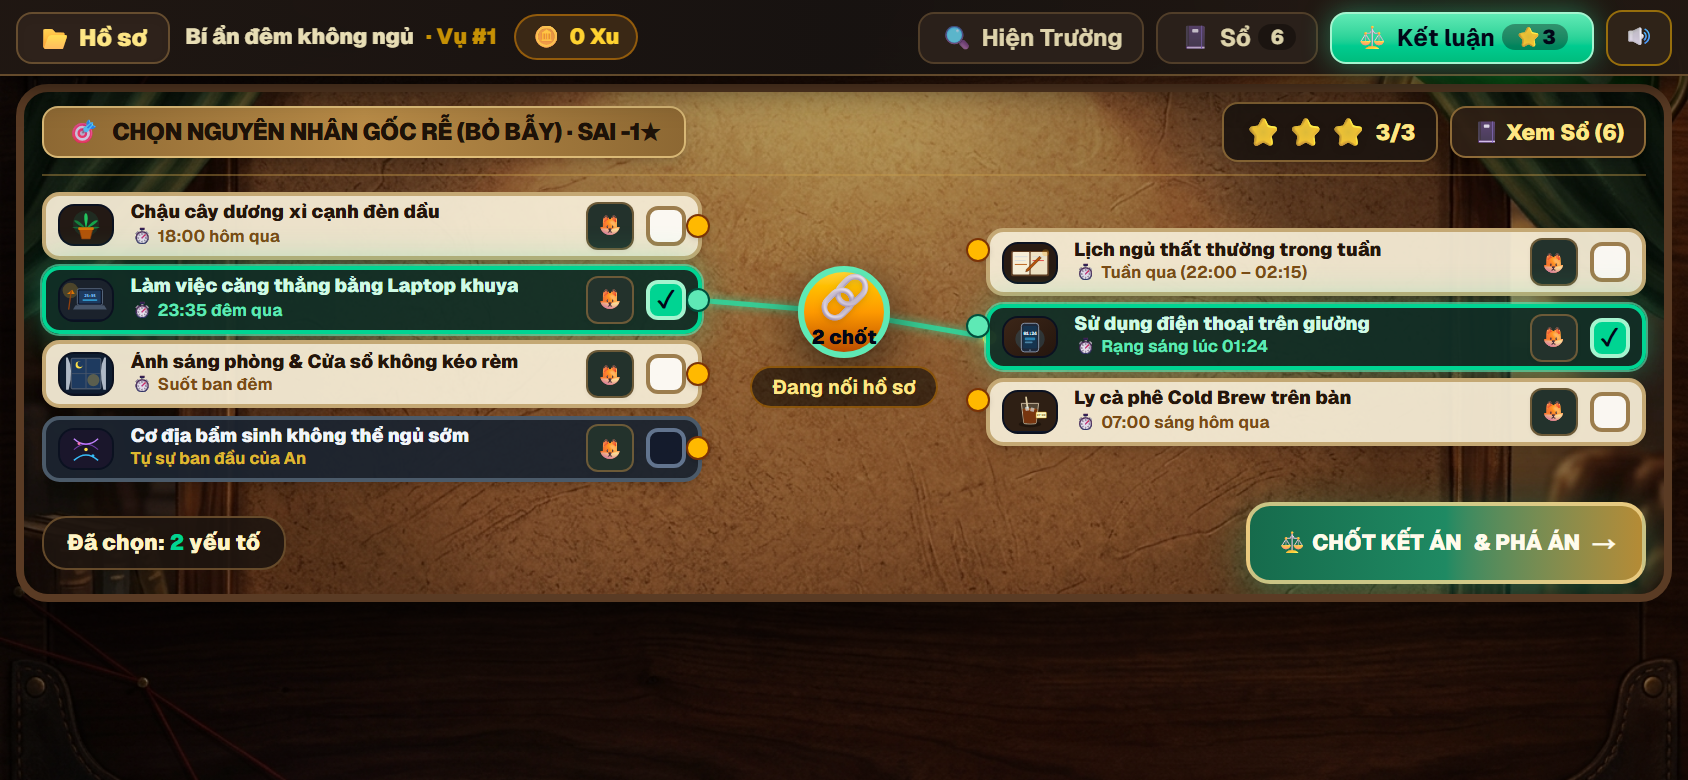 Hồ sơ
Bí ẩn đêm không ngủ · Vụ #1
0 Xu
Hiện Trường
Sổ 6
Kết luận ⭐3
CHỌN NGUYÊN NHÂN GỐC RỄ (BỎ BẪY) · SAI -1★
3/3
Xem Sổ (6)
Chậu cây dương xỉ cạnh đèn dầu
18:00 hôm qua
Làm việc căng thẳng bằng Laptop khuya
23:35 đêm qua
Ánh sáng phòng & Cửa sổ không kéo rèm
Suốt ban đêm
Cơ địa bẩm sinh không thể ngủ sớm
Tự sự ban đầu của An
2 chốt
Đang nối hồ sơ
Lịch ngủ thất thường trong tuần
Tuần qua (22:00 – 02:15)
Sử dụng điện thoại trên giường
Rạng sáng lúc 01:24
Ly cà phê Cold Brew trên bàn
07:00 sáng hôm qua
Đã chọn: 2 yếu tố
CHỐT KẾT ÁN & PHÁ ÁN →